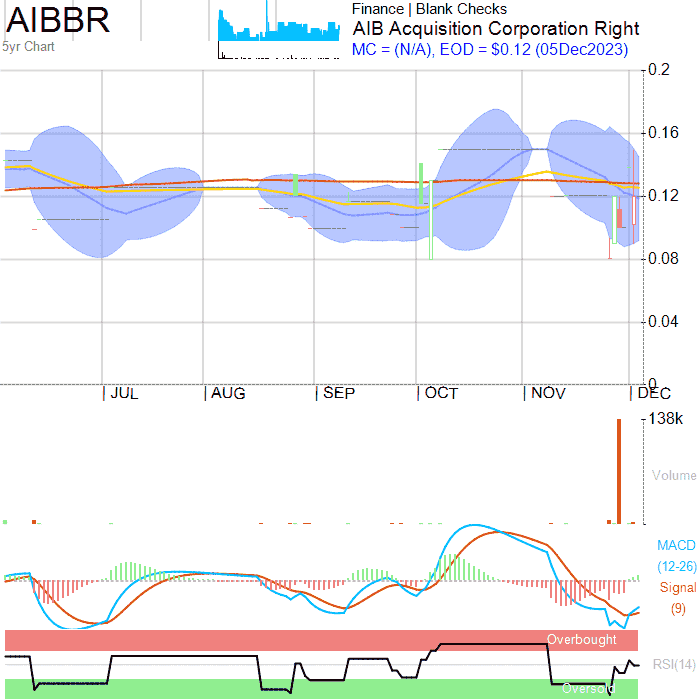 AIBBR
5yr Chart
Finance | Blank Checks
AIB Acquisition Corporation Right
MC = (N/A), EOD = $0.12 (05Dec2023)
0.2
0.16
0.12
0.08
0.04
0
JUL AUG SEP OCT NOV DEC
138k
Volume
MACD
(12-26)
Signal
(9)
Overbought
RSI(14)
Oversold